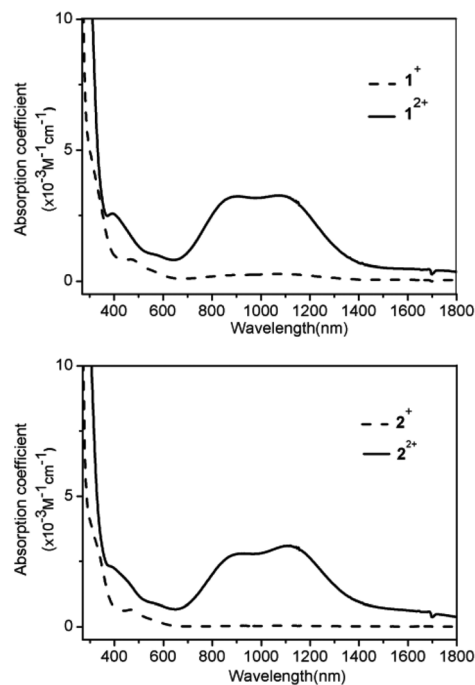 10
5
0
Absorption coefficient
(x10⁻³M⁻¹cm⁻¹)
1⁺
1²⁺
400 600 800 1000 1200 1400 1600 1800
Wavelength(nm)
10
5
0
Absorption coefficient
(x10⁻³M⁻¹cm⁻¹)
2⁺
2²⁺
400 600 800 1000 1200 1400 1600 1800
Wavelength(nm)